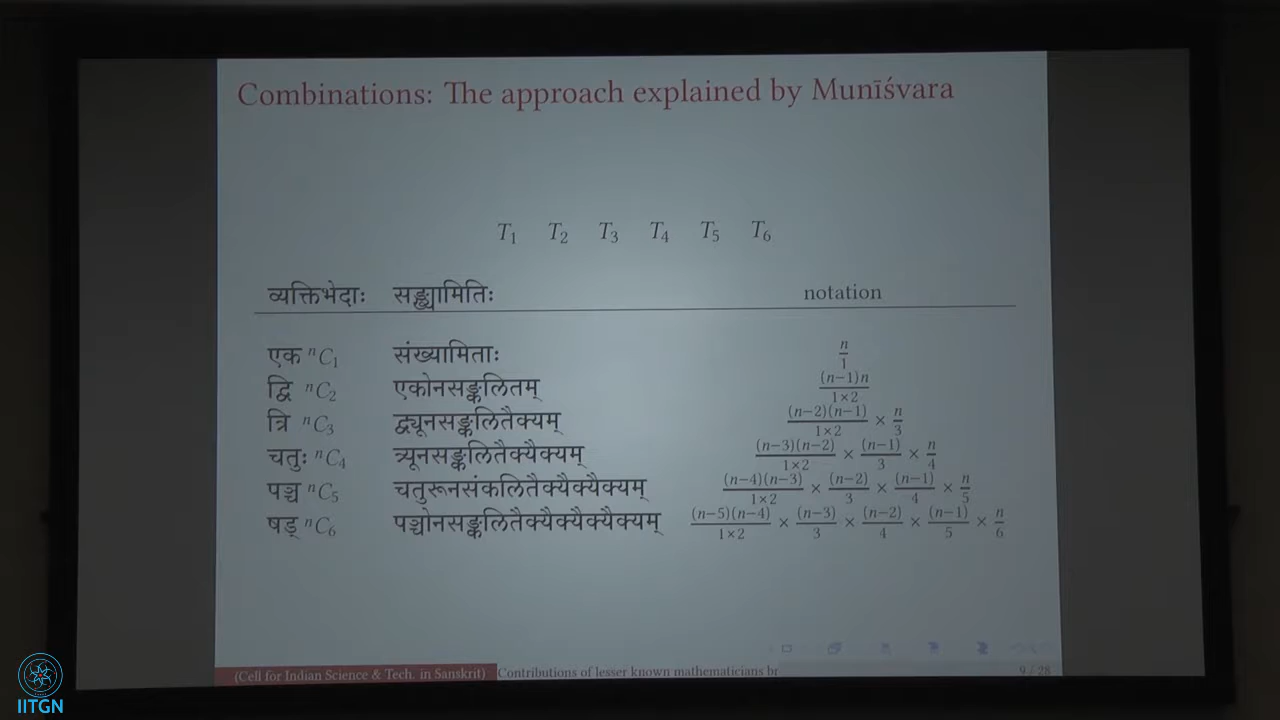 Combinations: The approach explained by Munīśvara
T₁ T₂ T₃ T₄ T₅ T₆
व्यक्तिभेदाः सङ्ख्यामितिः notation
एक ⁿC₁ संख्यामिताः n/1
द्वि ⁿC₂ एकोनसङ्कलितम् (n−1)n/1×2
त्रि ⁿC₃ द्व्यूनसङ्कलितैक्यम् (n−2)(n−1)/1×2 × n/3
चतुः ⁿC₄ त्र्यूनसङ्कलितैक्यैक्यम् (n−3)(n−2)/1×2 × (n−1)/3 × n/4
पञ्च ⁿC₅ चतुरूनसंकलितैक्यैक्यैक्यम् (n−4)(n−3)/1×2 × (n−2)/3 × (n−1)/4 × n/5
षड् ⁿC₆ पञ्चोनसङ्कलितैक्यैक्यैक्यैक्यम् (n−5)(n−4)/1×2 × (n−3)/3 × (n−2)/4 × (n−1)/5 × n/6
(Cell for Indian Science & Tech. in Sanskrit) Contributions of lesser known mathematicians br 9 / 28
IITGN